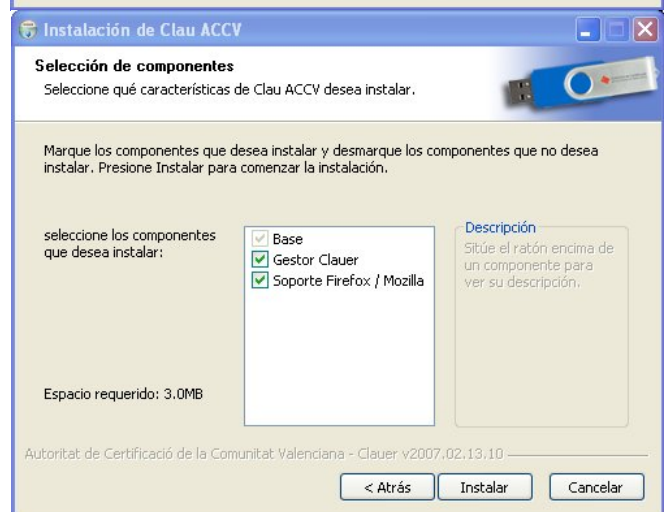 Instalación de Clau ACCV
Selección de componentes
Seleccione qué características de Clau ACCV desea instalar.
Marque los componentes que desea instalar y desmarque los componentes que no desea
instalar. Presione Instalar para comenzar la instalación.
seleccione los componentes
que desea instalar:
Base
Gestor Clauer
Soporte Firefox / Mozilla
Descripción
Sitúe el ratón encima de
un componente para
ver su descripción.
Espacio requerido: 3.0MB
Autoritat de Certificació de la Comunitat Valenciana - Clauer v2007.02.13.10
< Atrás
Instalar
Cancelar